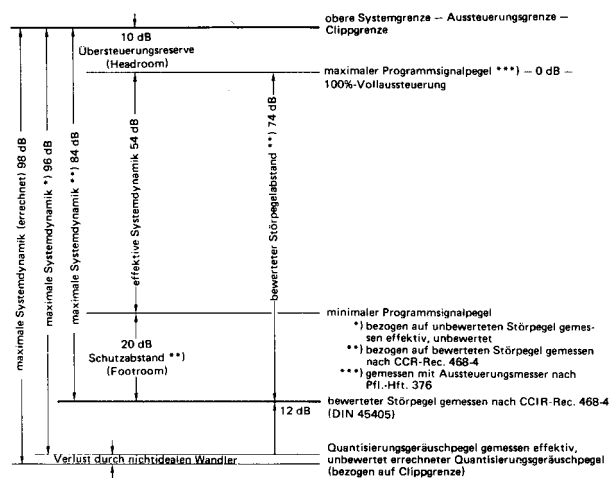 obere Systemgrenze – Aussteuerungsgrenze –
Clippgrenze
10 dB
Übersteuerungsreserve
(Headroom)
maximaler Programmsignalpegel ***) – 0 dB –
100%-Vollaussteuerung
maximale Systemdynamik (errechnet) 98 dB
maximale Systemdynamik *) 96 dB
maximale Systemdynamik **) 84 dB
effektive Systemdynamik 54 dB
bewerteter Störpegelabstand **) 74 dB
minimaler Programmsignalpegel
*) bezogen auf unbewerteten Störpegel gemes-
sen effektiv, unbewertet
**) bezogen auf bewerteten Störpegel gemessen
nach CCR-Rec. 468-4
***) gemessen mit Aussteuerungsmesser nach
Pfl.-Hft. 376
20 dB
Schutzabstand **)
(Footroom)
bewerteter Störpegel gemessen nach CCIR-Rec. 468-4
(DIN 45405)
12 dB
Quantisierungsgeräuschpegel gemessen effektiv,
unbewertet errechneter Quantisierungsgeräuschpegel
(bezogen auf Clippgrenze)
Verlust durch nichtidealen Wandler